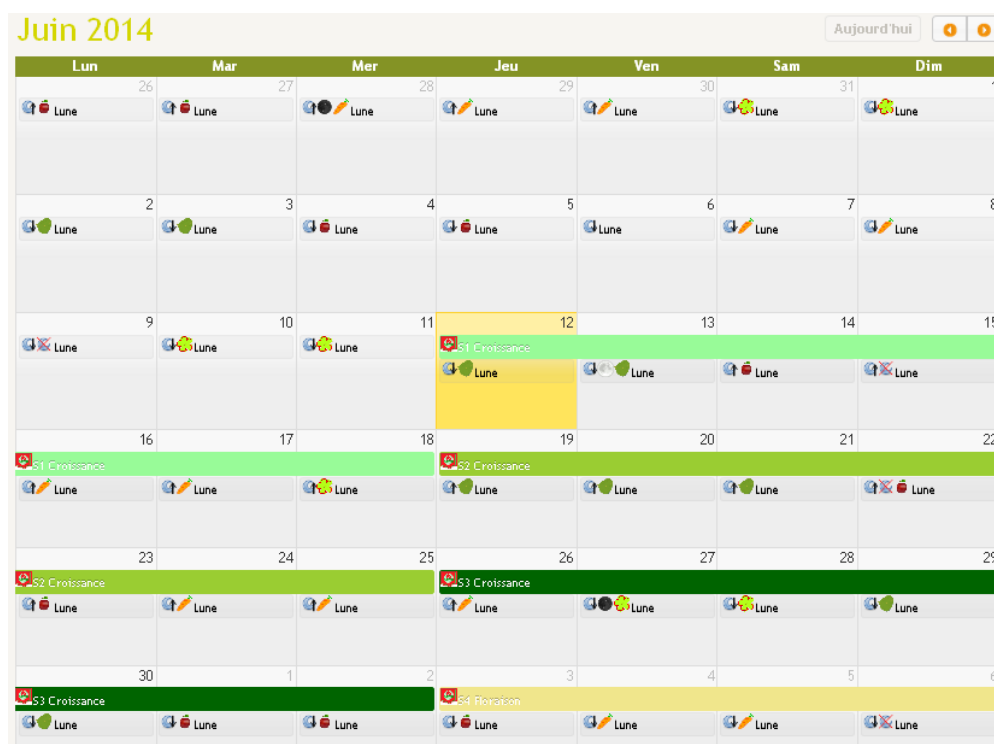 Juin 2014
Aujourd'hui
Lun Mar Mer Jeu Ven Sam Dim
26 27 28 29 30 31 1
Lune Lune Lune Lune Lune Lune Lune
2 3 4 5 6 7 8
Lune Lune Lune Lune Lune Lune Lune
9 10 11 12 13 14 15
S1 Croissance
Lune Lune Lune Lune Lune Lune Lune
16 17 18 19 20 21 22
S1 Croissance S2 Croissance
Lune Lune Lune Lune Lune Lune Lune
23 24 25 26 27 28 29
S2 Croissance S3 Croissance
Lune Lune Lune Lune Lune Lune Lune
30 1 2 3 4 5 6
S3 Croissance S4 Floraison
Lune Lune Lune Lune Lune Lune Lune